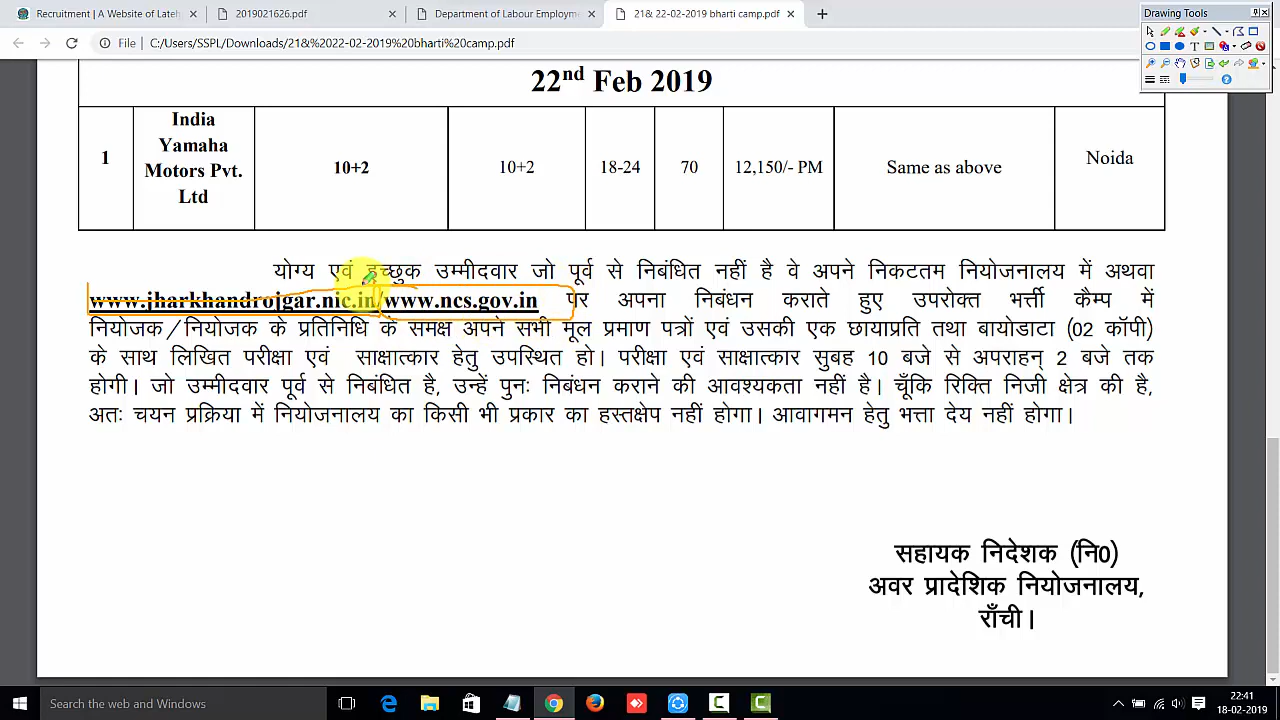 Recruitment | A Website of Lateh
2019021626.pdf
Department of Labour Employm
21& 22-02-2019 bharti camp.pdf
Drawing Tools
File
C:/Users/SSPL/Downloads/21&%2022-02-2019%20bharti%20camp.pdf
22nd Feb 2019
1
India Yamaha Motors Pvt. Ltd
10+2
10+2
18-24
70
12,150/- PM
Same as above
Noida
योग्य एवं इच्छुक उम्मीदवार जो पूर्व से निबंधित नहीं है वे अपने निकटतम नियोजनालय में अथवा
www.jharkhandrojgar.nic.in/www.ncs.gov.in पर अपना निबंधन कराते हुए उपरोक्त भर्त्ती कैम्प में
नियोजक/नियोजक के प्रतिनिधि के समक्ष अपने सभी मूल प्रमाण पत्रों एवं उसकी एक छायाप्रति तथा बायोडाटा (02 कॉपी)
के साथ लिखित परीक्षा एवं साक्षात्कार हेतु उपस्थित हो। परीक्षा एवं साक्षात्कार सुबह 10 बजे से अपराहन् 2 बजे तक
होगी। जो उम्मीदवार पूर्व से निबंधित है, उन्हें पुनः निबंधन कराने की आवश्यकता नहीं है। चूँकि रिक्ति निजी क्षेत्र की है,
अतः चयन प्रक्रिया में नियोजनालय का किसी भी प्रकार का हस्तक्षेप नहीं होगा। आवागमन हेतु भत्ता देय नहीं होगा।
सहायक निदेशक (नि0)
अवर प्रादेशिक नियोजनालय,
राँची।
Search the web and Windows
22:41
18-02-2019